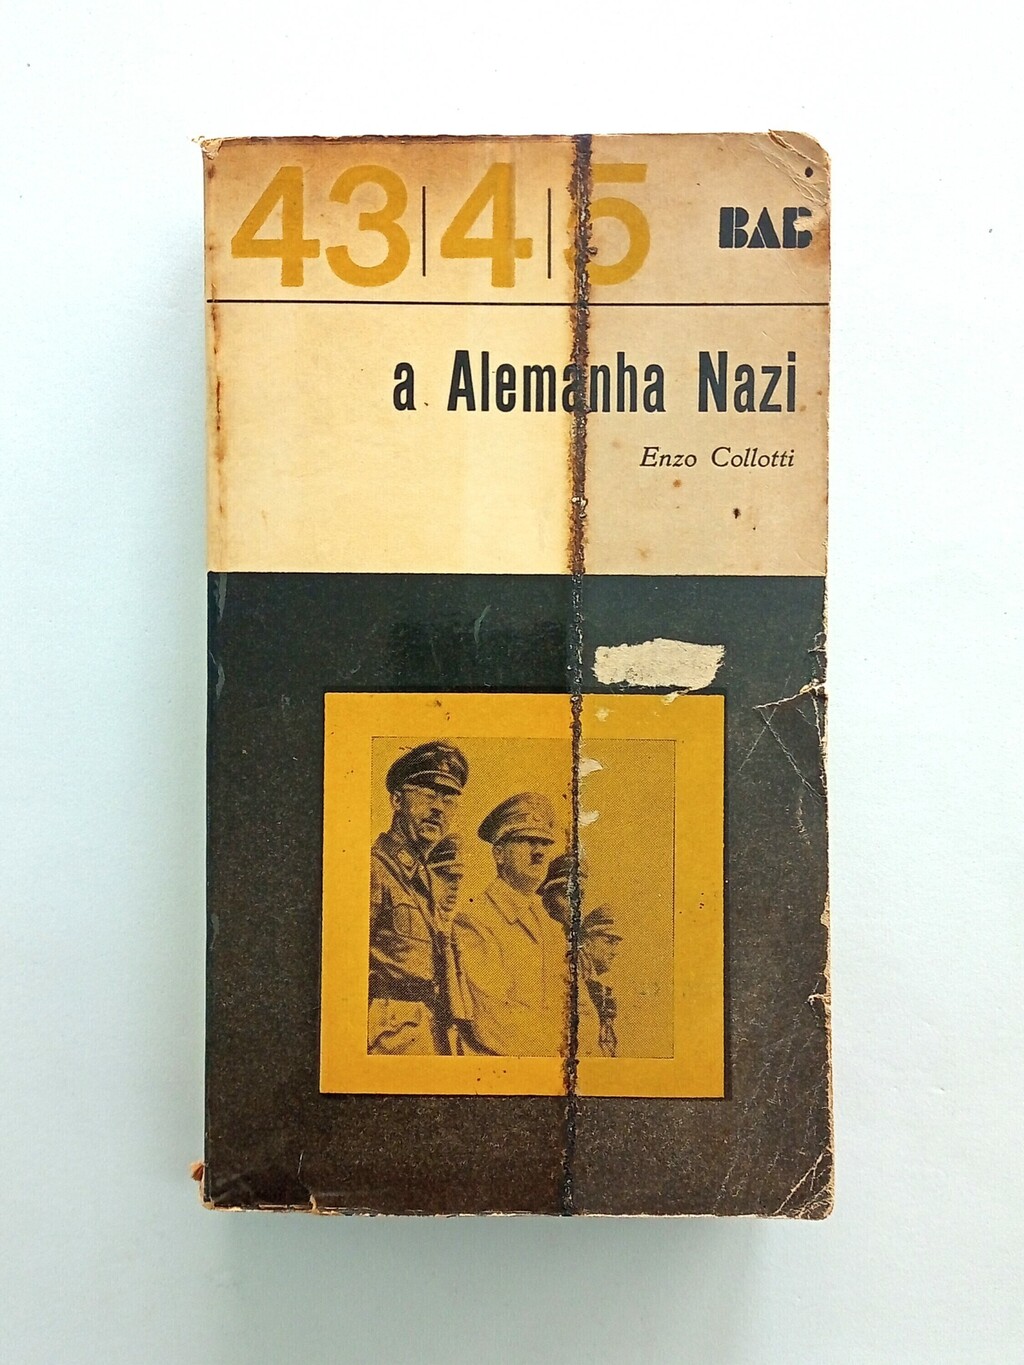 43|4|5
BAB
a Alemanha Nazi
Enzo Collotti